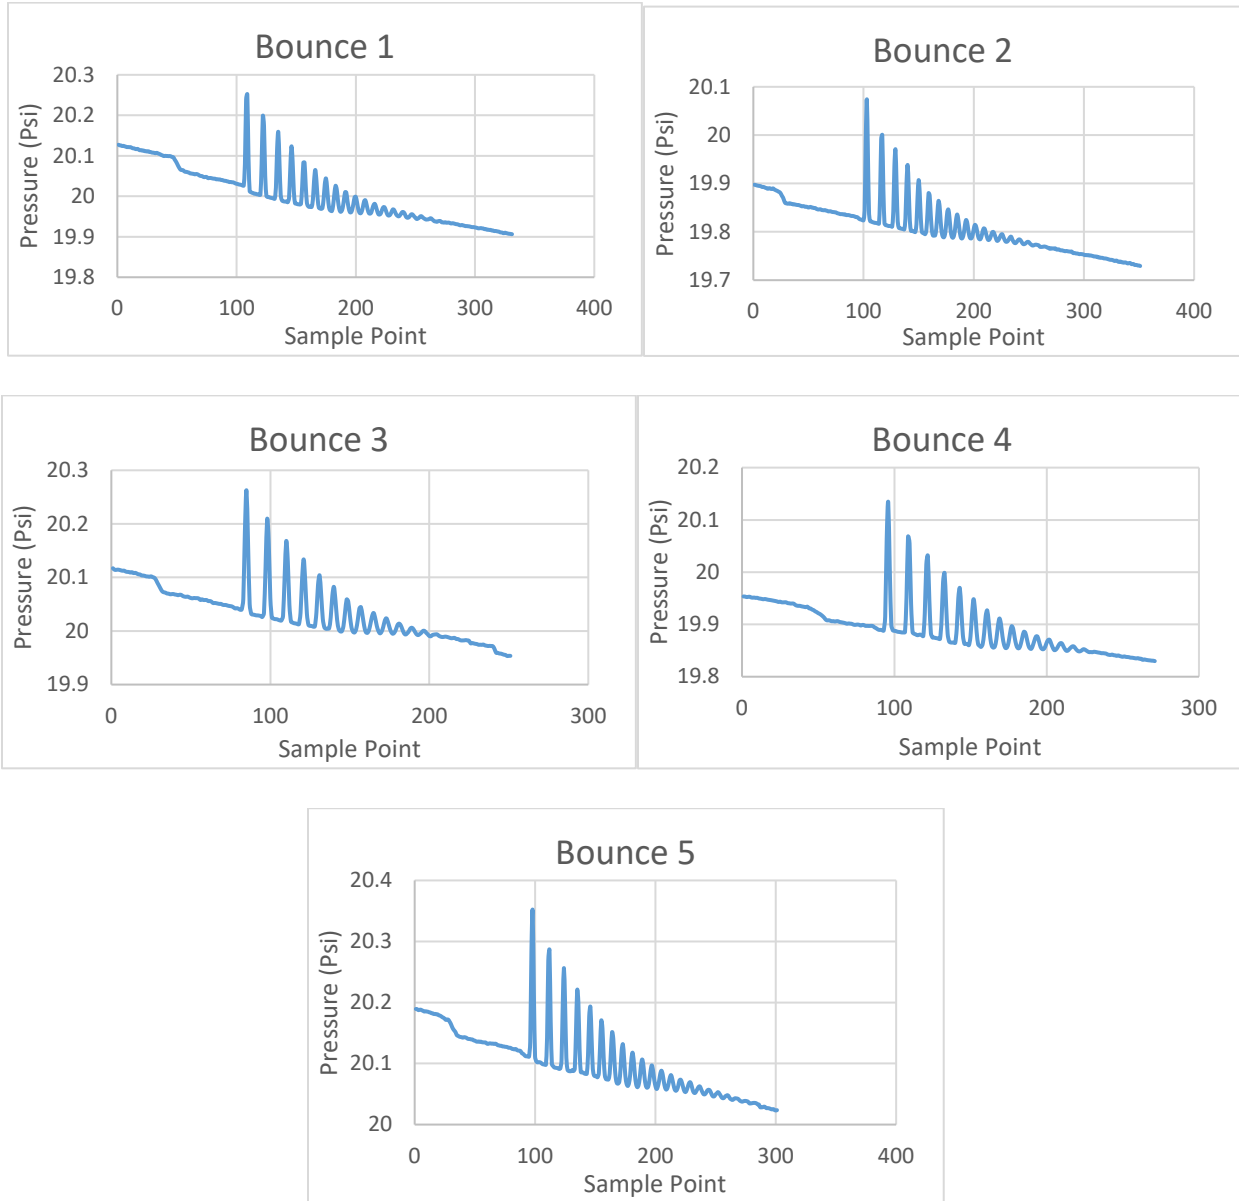 Bounce 1
Pressure (Psi)
20.3
20.2
20.1
20
19.9
19.8
0 100 200 300 400
Sample Point
Bounce 2
Pressure (Psi)
20.1
20
19.9
19.8
19.7
0 100 200 300 400
Sample Point
Bounce 3
Pressure (Psi)
20.3
20.2
20.1
20
19.9
0 100 200 300
Sample Point
Bounce 4
Pressure (Psi)
20.2
20.1
20
19.9
19.8
0 100 200 300
Sample Point
Bounce 5
Pressure (Psi)
20.4
20.3
20.2
20.1
20
0 100 200 300 400
Sample Point